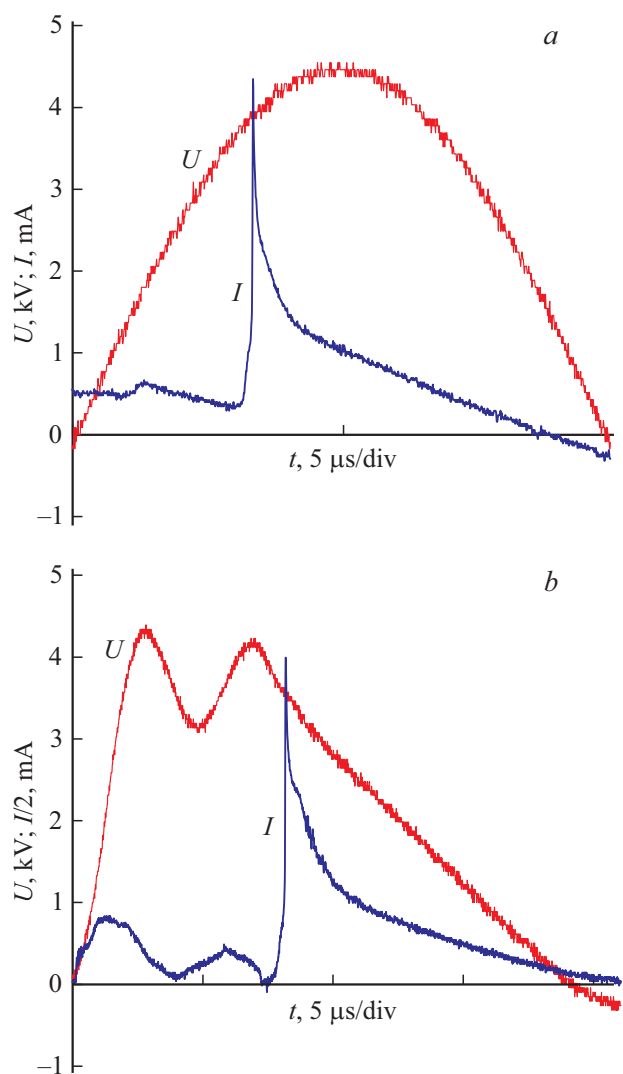 a
5
4
3
2
1
0
–1
U, kV; I, mA
U
I
t, 5 μs/div
b
5
4
3
2
1
0
–1
U, kV; I/2, mA
U
I
t, 5 μs/div